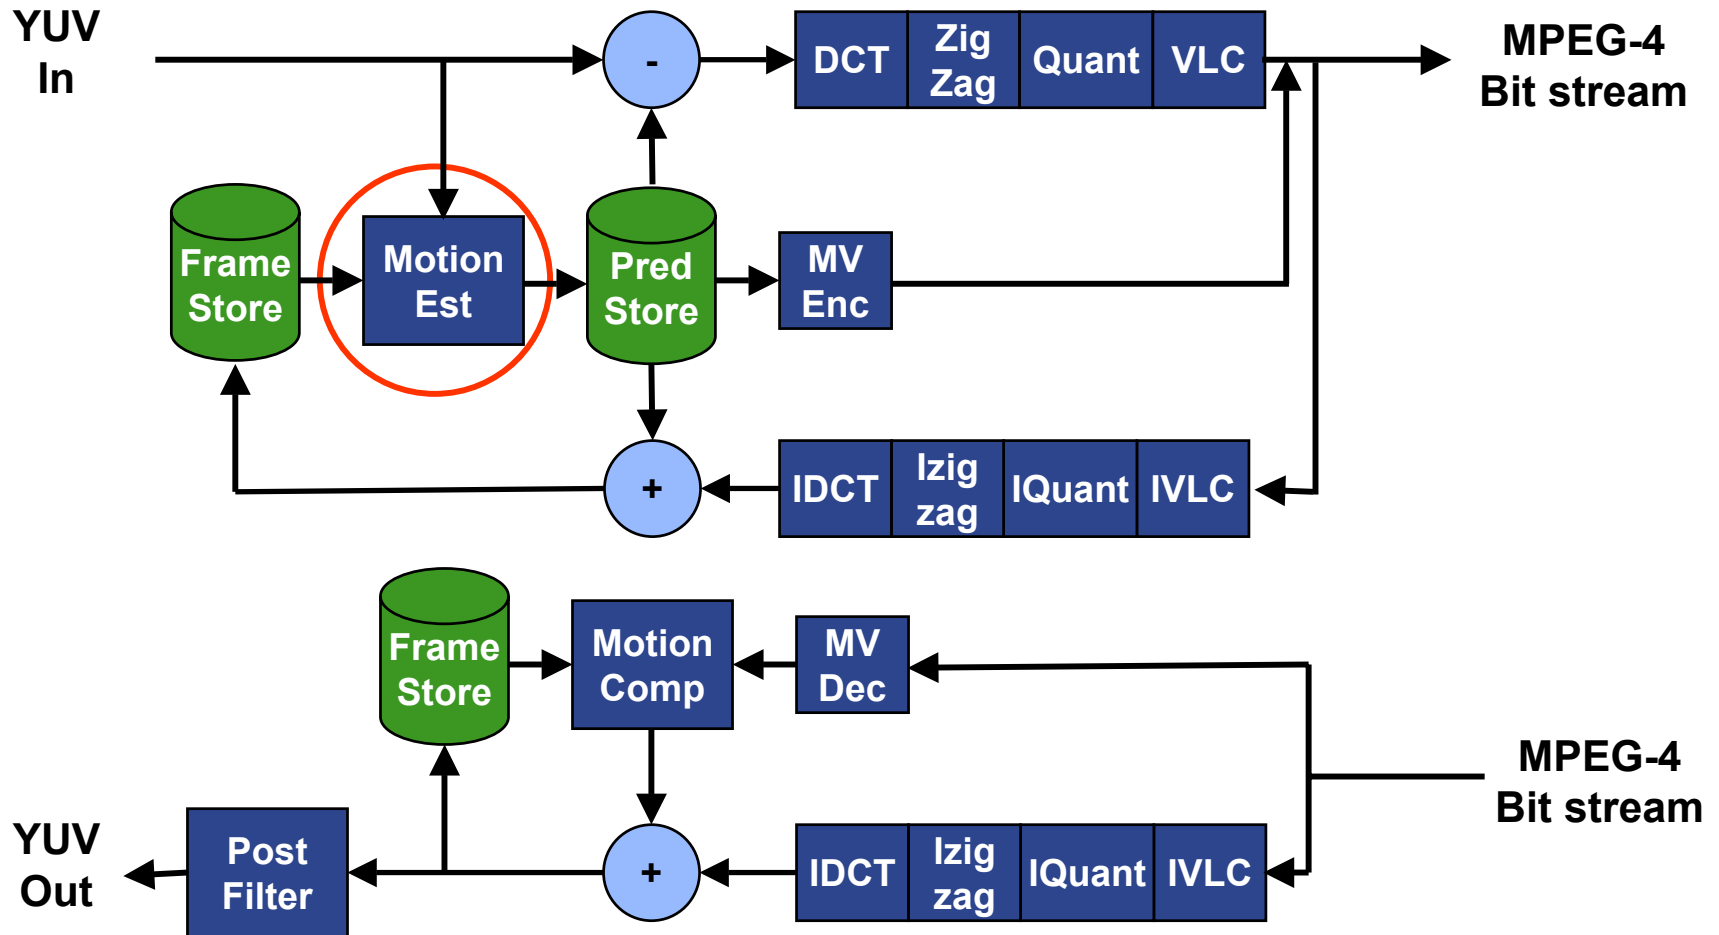 YUV
In
-
DCT
Zig
Zag
Quant
VLC
MPEG-4
Bit stream
Frame
Store
Motion
Est
Pred
Store
MV
Enc
+
IDCT
Izig
zag
IQuant
IVLC
Frame
Store
Motion
Comp
MV
Dec
MPEG-4
Bit stream
YUV
Out
Post
Filter
+
IDCT
Izig
zag
IQuant
IVLC